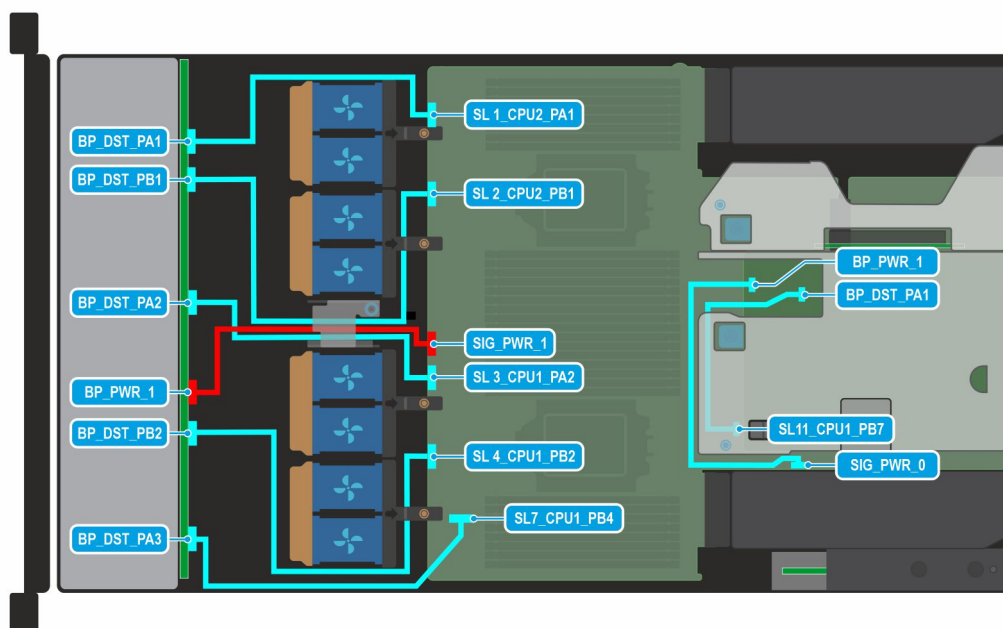 BP_DST_PA1
BP_DST_PB1
BP_DST_PA2
BP_PWR_1
BP_DST_PB2
BP_DST_PA3
SL 1_CPU2_PA1
SL 2_CPU2_PB1
SIG_PWR_1
SL 3_CPU1_PA2
SL 4_CPU1_PB2
SL7_CPU1_PB4
BP_PWR_1
BP_DST_PA1
SL11_CPU1_PB7
SIG_PWR_0